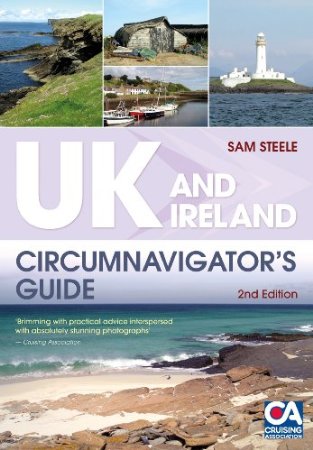 SAM STEELE
UK AND
IRELAND
CIRCUMNAVIGATOR'S
GUIDE
2nd Edition
'Brimming with practical advice interspersed
with absolutely stunning photographs'
— Cruising Association
CA
CRUISING
ASSOCIATION